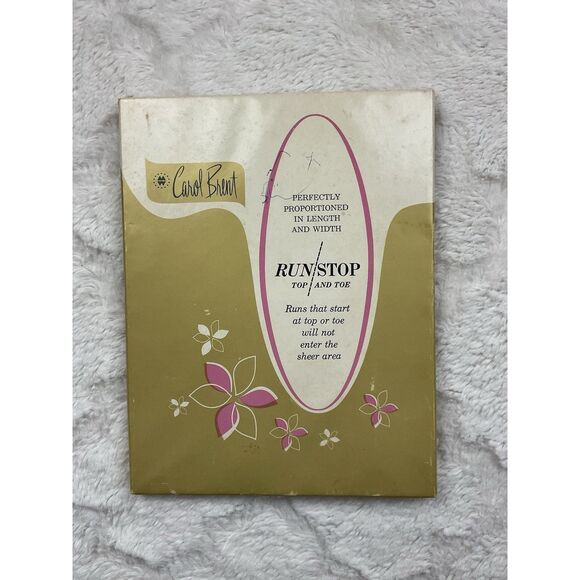 Carol Brent
PERFECTLY
PROPORTIONED
IN LENGTH
AND WIDTH
RUN/STOP
TOP AND TOE
Runs that start
at top or toe
will not
enter the
sheer area